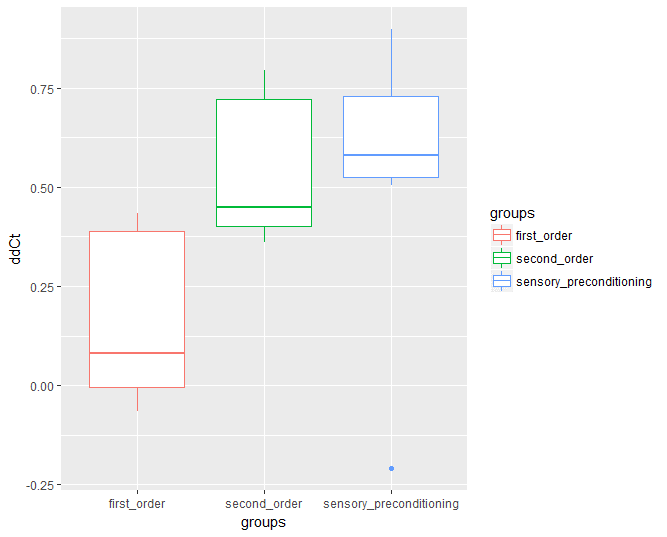 ddCt
0.75
0.50
0.25
0.00
-0.25
first_order
second_order
sensory_preconditioning
groups
groups
first_order
second_order
sensory_preconditioning